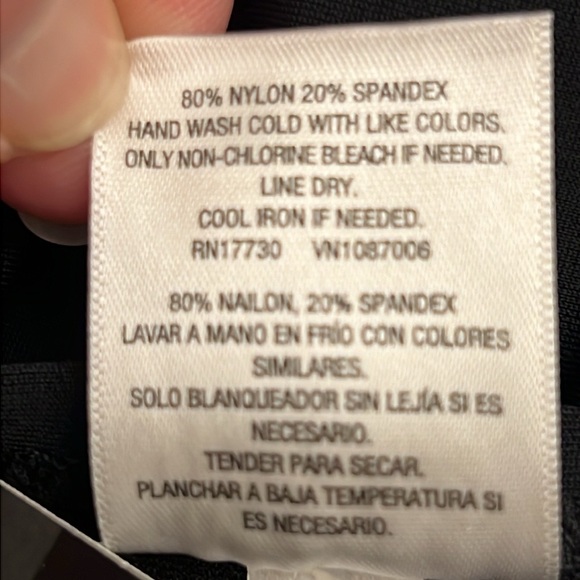 80% NYLON 20% SPANDEX
HAND WASH COLD WITH LIKE COLORS.
ONLY NON-CHLORINE BLEACH IF NEEDED.
LINE DRY.
COOL IRON IF NEEDED.
RN17730 VN1087006
80% NAILON, 20% SPANDEX
LAVAR A MANO EN FRÍO CON COLORES
SIMILARES.
SOLO BLANQUEADOR SIN LEJÍA SI ES
NECESARIO.
TENDER PARA SECAR.
PLANCHAR A BAJA TEMPERATURA SI
ES NECESARIO.